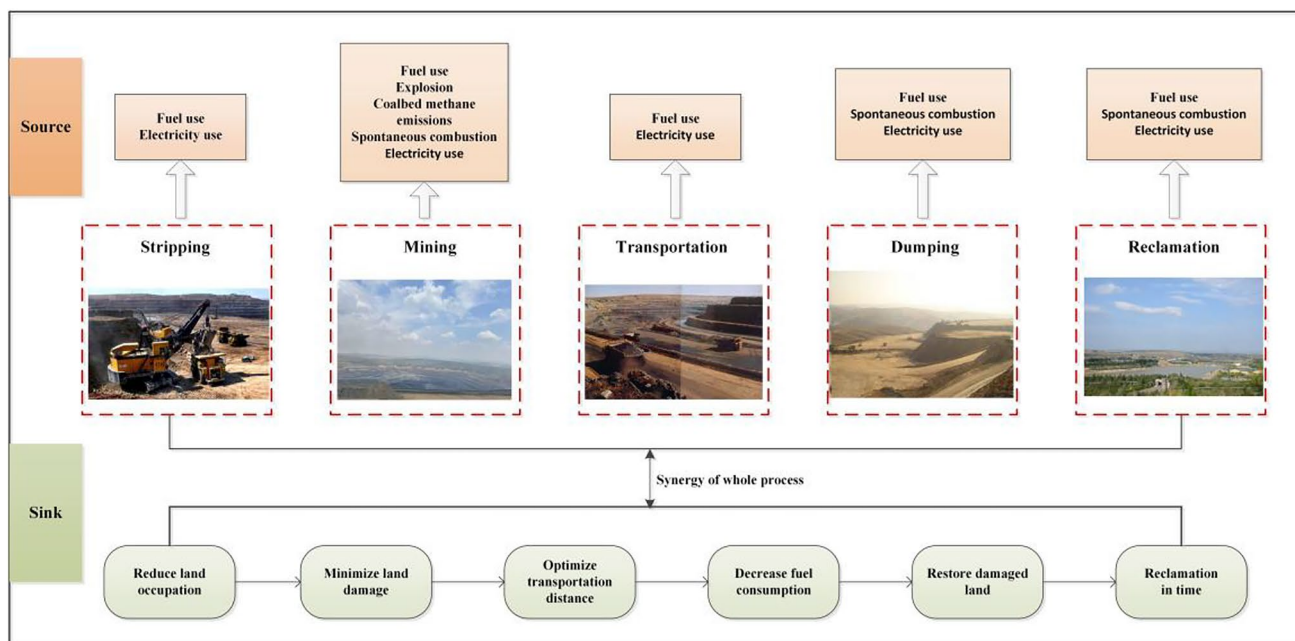 Source
Fuel use
Electricity use
Fuel use
Explosion
Coalbed methane
emissions
Spontaneous combustion
Electricity use
Fuel use
Electricity use
Fuel use
Spontaneous combustion
Electricity use
Fuel use
Spontaneous combustion
Electricity use
Stripping
Mining
Transportation
Dumping
Reclamation
Synergy of whole process
Sink
Reduce land
occupation
Minimize land
damage
Optimize
transportation
distance
Decrease fuel
consumption
Restore damaged
land
Reclamation
in time